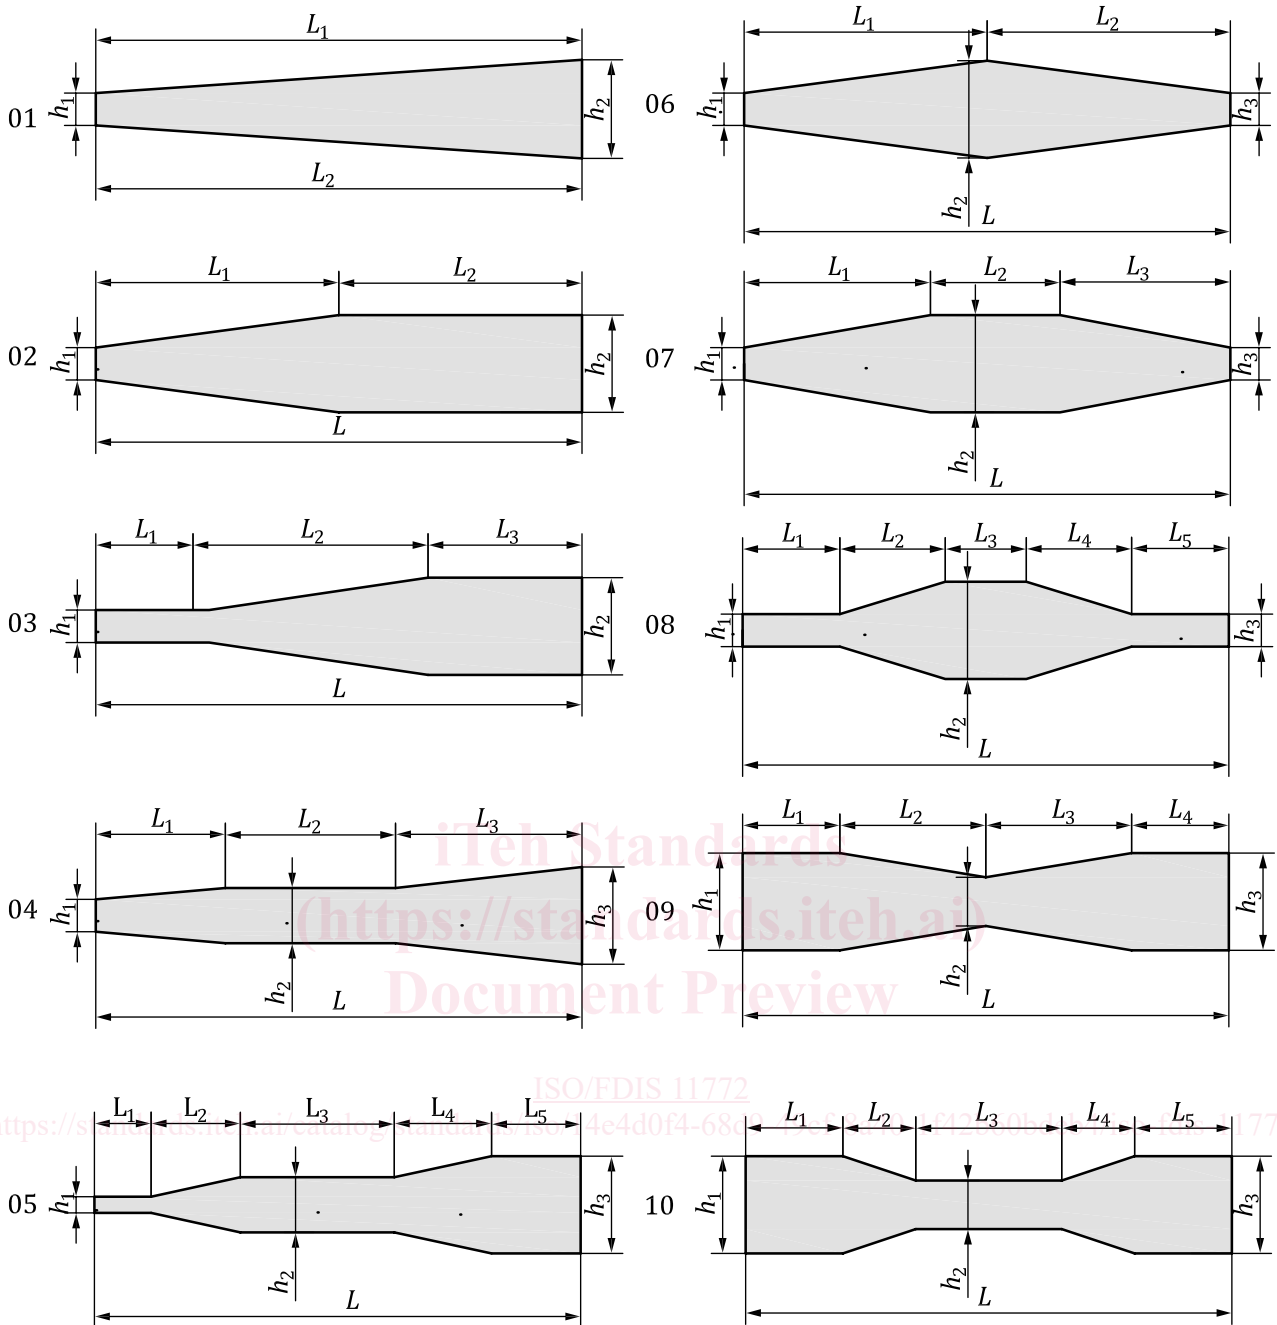 01
L1
h1
h2
L2
02
L1 L2
h1
h2
L
03
L1 L2 L3
h1
h2
L
04
L1 L2 L3
h1
h2
h3
L
05
L1 L2 L3 L4 L5
h1
h2
h3
L
06
L1 L2
h1
h2
h3
L
07
L1 L2 L3
h1
h2
h3
L
08
L1 L2 L3 L4 L5
h1
h2
h3
L
09
L1 L2 L3 L4
h1
h2
h3
L
10
L1 L2 L3 L4 L5
h1
h2
h3
L
iTeh Standards
(https://standards.iteh.ai)
Document Preview
ISO/FDIS 11772